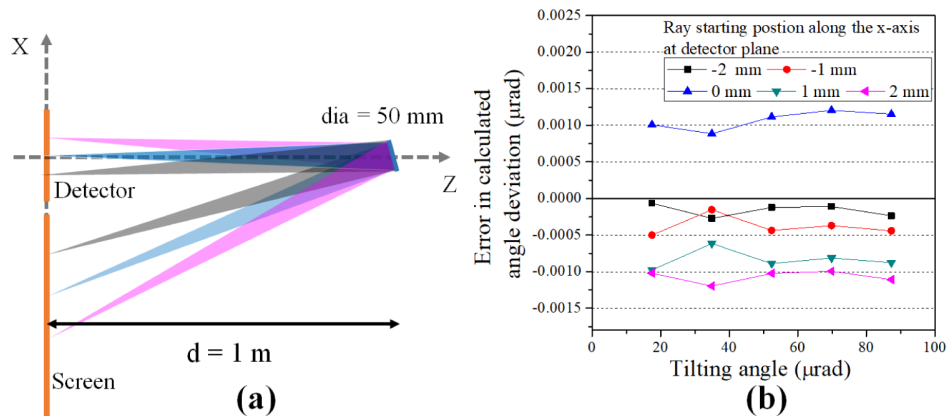 X
dia = 50 mm
Z
Detector
d = 1 m
Screen
(a)
Error in calculated
angle deviation (μrad)
0.0025
0.0020
0.0015
0.0010
0.0005
0.0000
-0.0005
-0.0010
-0.0015
Ray starting postion along the x-axis
at detector plane
-2 mm -1 mm
0 mm 1 mm 2 mm
0 20 40 60 80 100
Tilting angle (μrad)
(b)